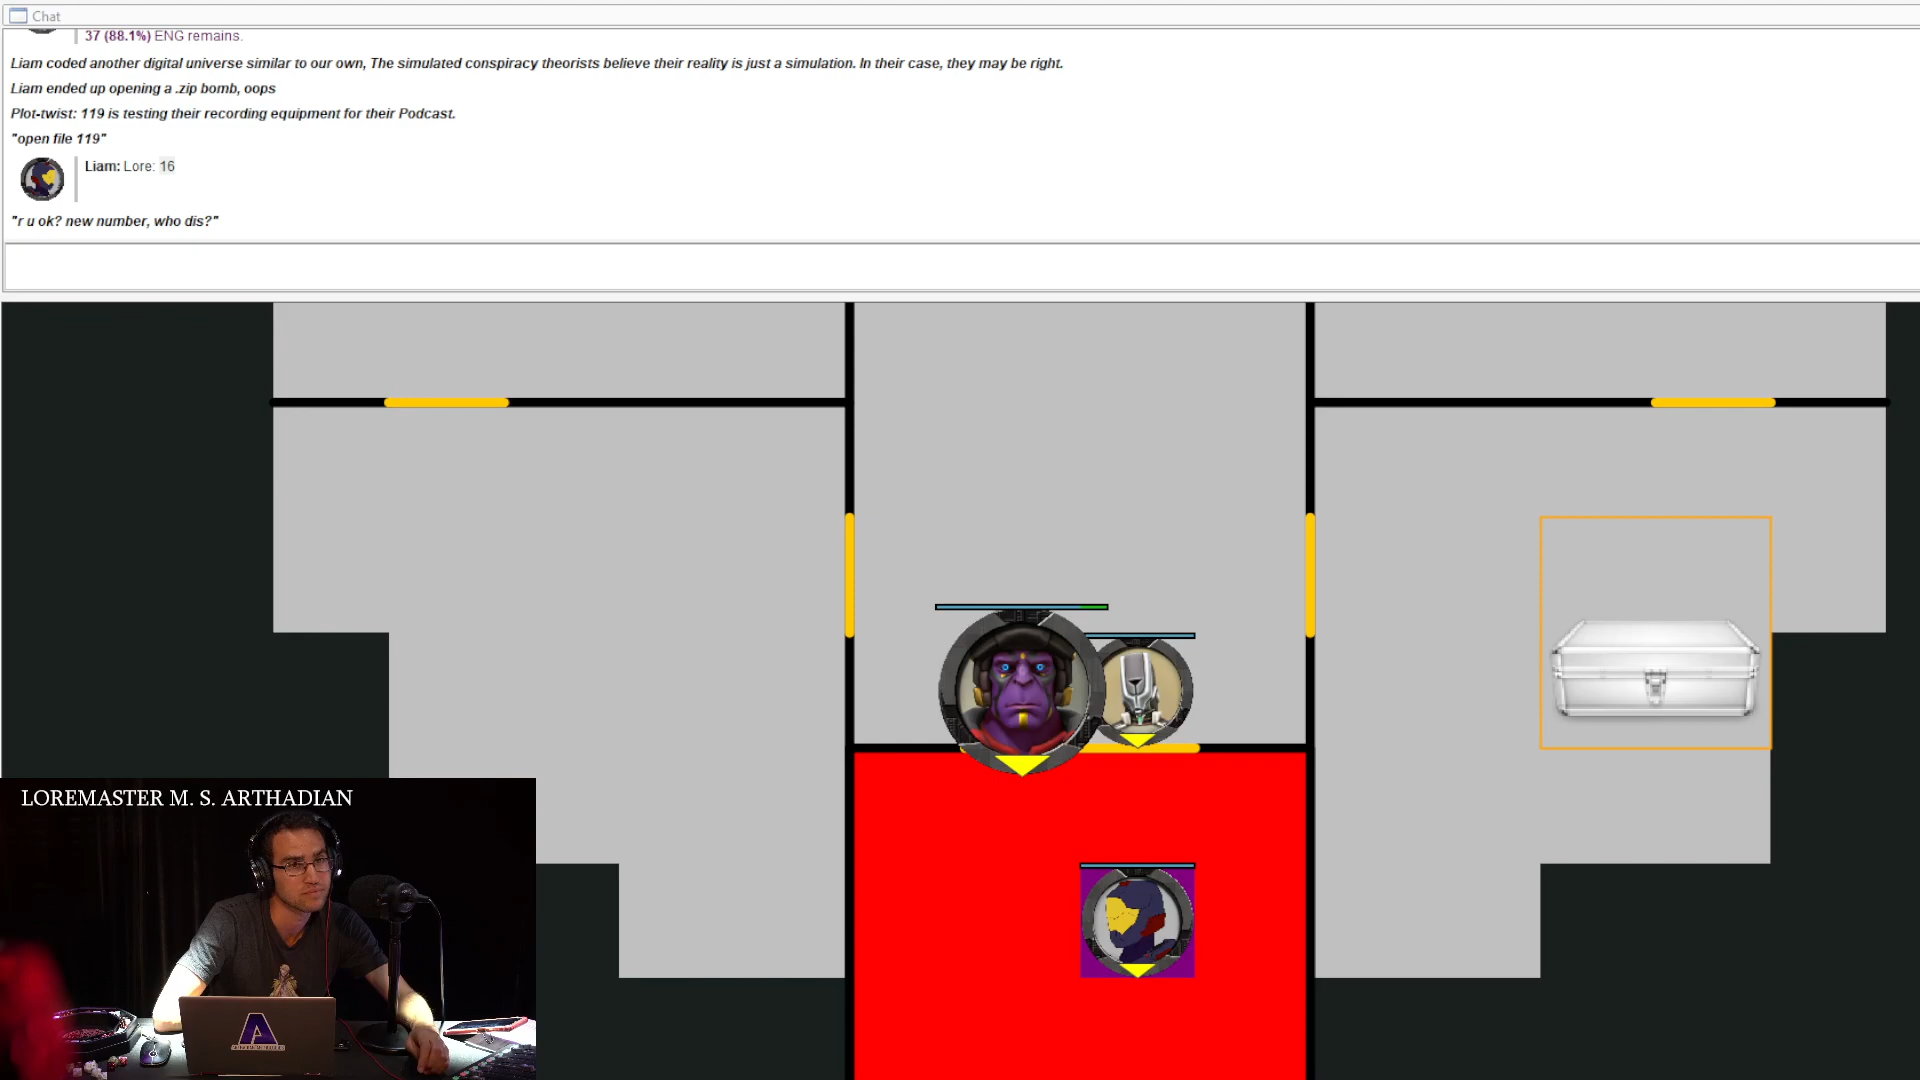 Chat
37 (88.1%) ENG remains.
Liam coded another digital universe similar to our own, The simulated conspiracy theorists believe their reality is just a simulation. In their case, they may be right.
Liam ended up opening a .zip bomb, oops
Plot-twist: 119 is testing their recording equipment for their Podcast.
"open file 119"
Liam: Lore: 16
"r u ok? new number, who dis?"
LOREMASTER M. S. ARTHADIAN
A